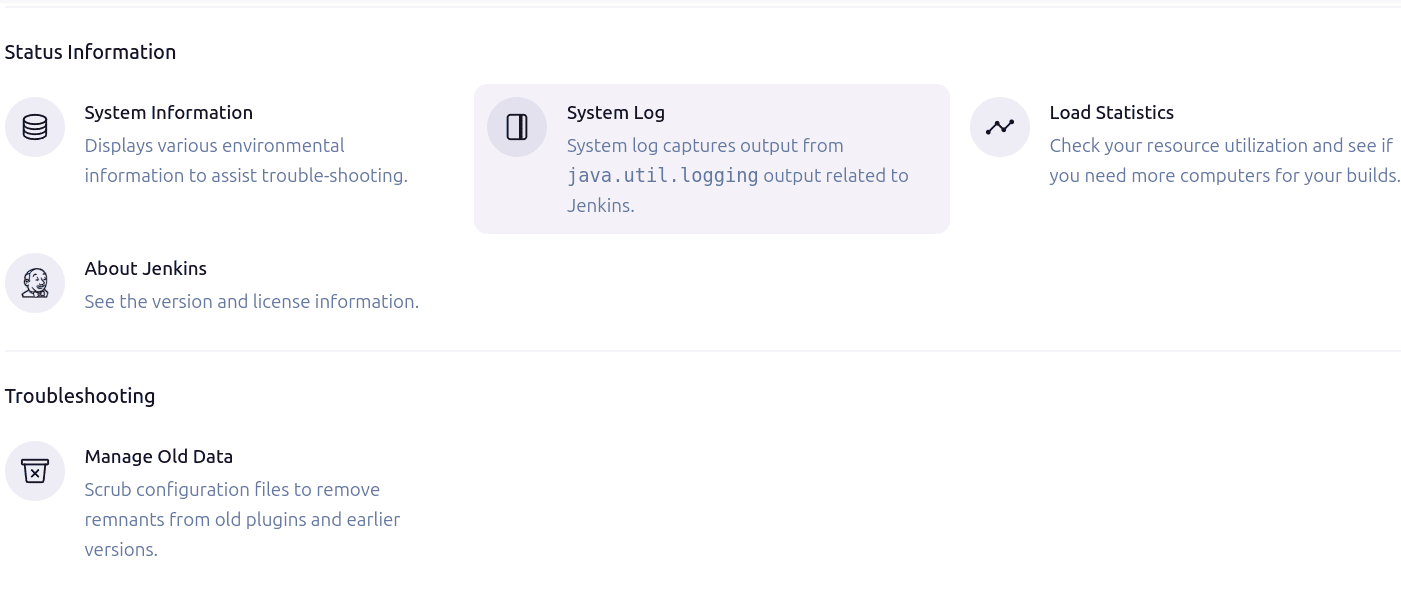 Status Information
System Information
Displays various environmental
information to assist trouble-shooting.
System Log
System log captures output from
java.util.logging output related to
Jenkins.
Load Statistics
Check your resource utilization and see if
you need more computers for your builds.
About Jenkins
See the version and license information.
Troubleshooting
Manage Old Data
Scrub configuration files to remove
remnants from old plugins and earlier
versions.